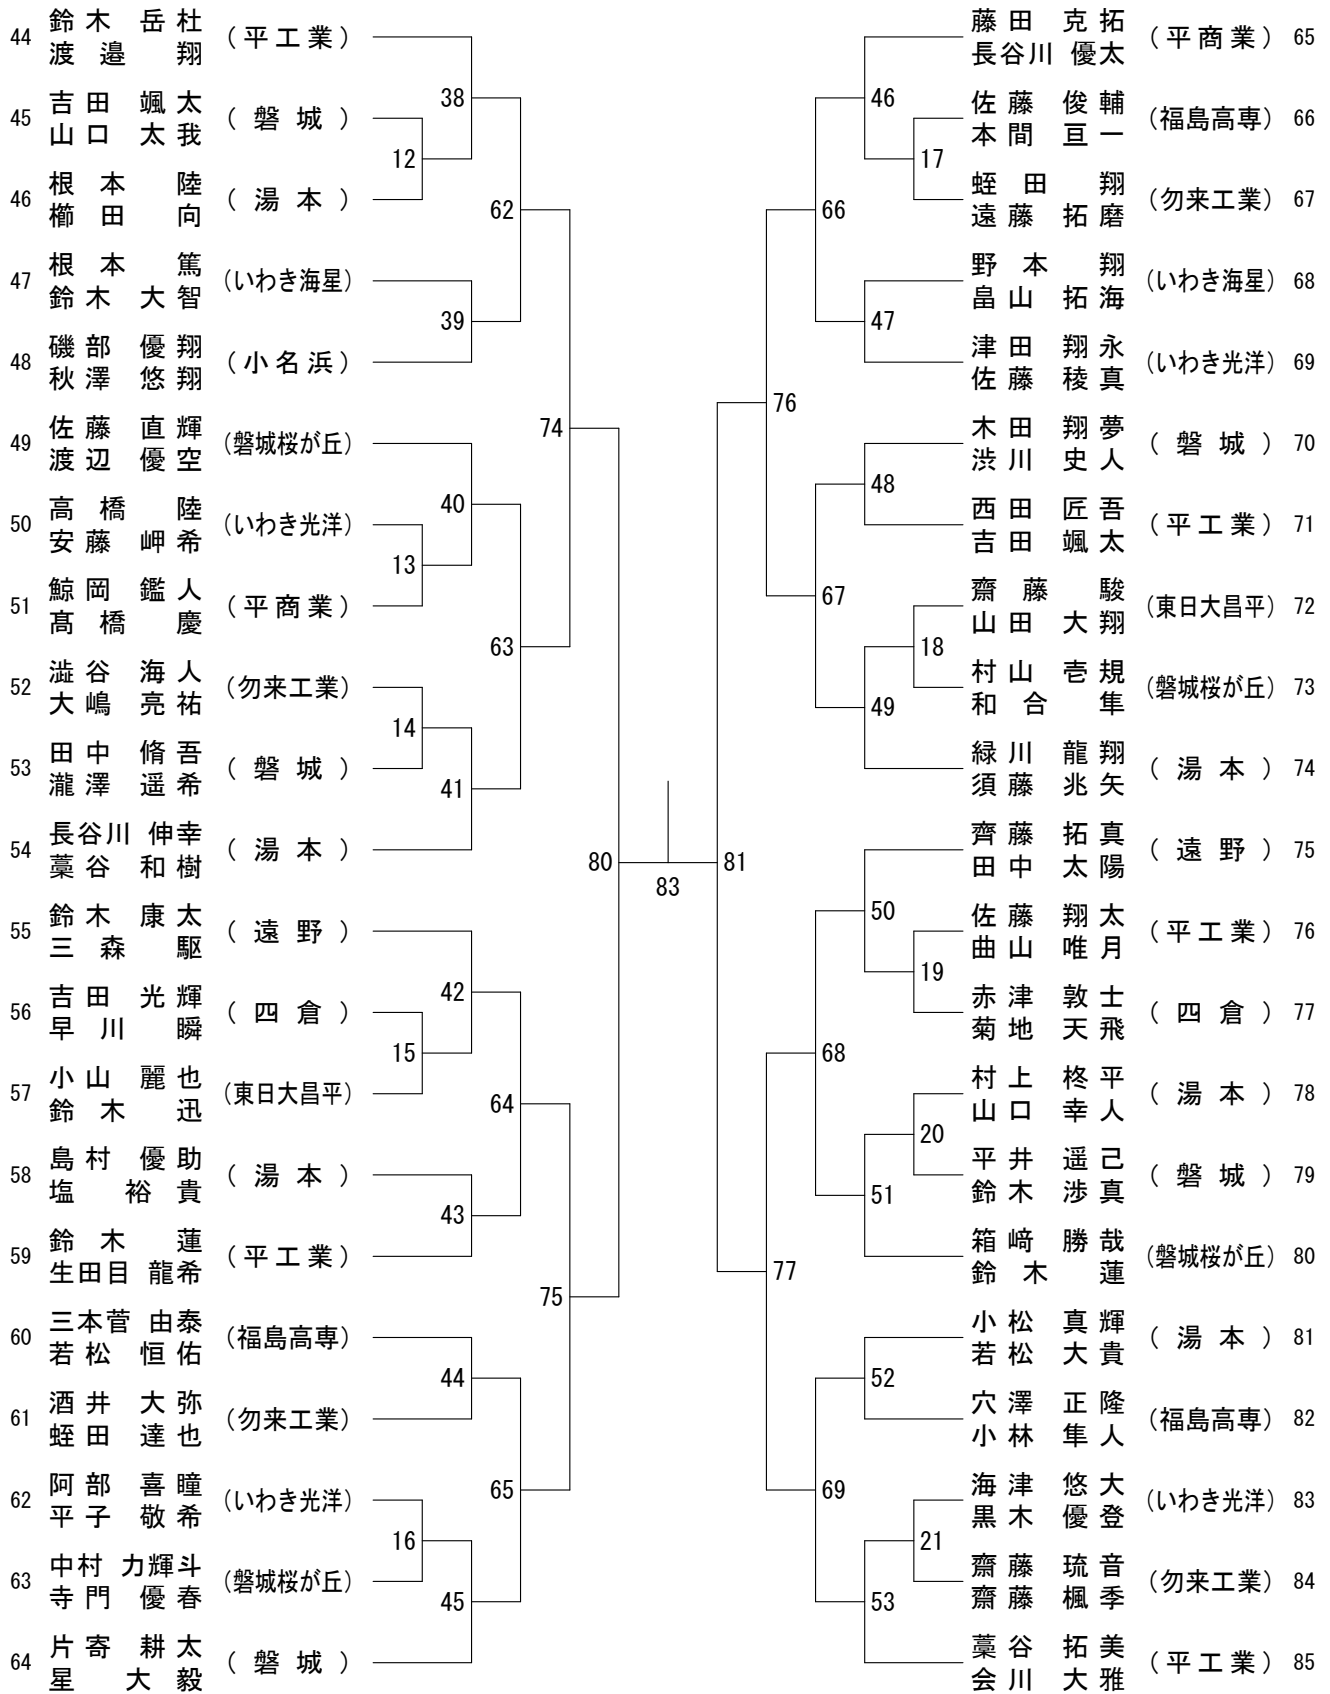 44 鈴木 岳杜 (平工業)
渡邉 翔
45 吉田 颯太 (磐城)
山口 太我
46 根本 陸 (湯本)
櫛田 向
47 根本 篤 (いわき海星)
鈴木 大智
48 磯部 優翔 (小名浜)
秋澤 悠翔
49 佐藤 直輝 (磐城桜が丘)
渡辺 優空
50 高橋 陸 (いわき光洋)
安藤 岬希
51 鯨岡 鑑人 (平商業)
髙橋 慶
52 澁谷 海人 (勿来工業)
大嶋 亮祐
53 田中 脩吾 (磐城)
瀧澤 遥希
54 長谷川 伸幸 (湯本)
藁谷 和樹
55 鈴木 康太 (遠野)
三森 駆
56 吉田 光輝 (四倉)
早川 瞬
57 小山 麗也 (東日大昌平)
鈴木 迅
58 島村 優助 (湯本)
塩 裕貴
59 鈴木 蓮 (平工業)
生田目 龍希
60 三本菅 由泰 (福島高専)
若松 恒佑
61 酒井 大弥 (勿来工業)
蛭田 達也
62 阿部 喜瞳 (いわき光洋)
平子 敬希
63 中村 力輝斗 (磐城桜が丘)
寺門 優春
64 片寄 耕太 (磐城)
星 大毅
38
12
62
39
74
40
13
63
14
41
80
42
15
64
43
75
44
65
16
45
83
81
46
17
66
47
76
48
67
18
49
50
19
68
20
51
77
52
69
21
53
藤田 克拓 (平商業) 65
長谷川 優太
佐藤 俊輔 (福島高専) 66
本間 亘一
蛭田 翔 (勿来工業) 67
遠藤 拓磨
野本 翔 (いわき海星) 68
畠山 拓海
津田 翔永 (いわき光洋) 69
佐藤 稜真
木田 翔夢 (磐城) 70
渋川 史人
西田 匠吾 (平工業) 71
吉田 颯太
齋藤 駿 (東日大昌平) 72
山田 大翔
村山 壱規 (磐城桜が丘) 73
和合 隼
緑川 龍翔 (湯本) 74
須藤 兆矢
齊藤 拓真 (遠野) 75
田中 太陽
佐藤 翔太 (平工業) 76
曲山 唯月
赤津 敦士 (四倉) 77
菊地 天飛
村上 柊平 (湯本) 78
山口 幸人
平井 遥己 (磐城) 79
鈴木 渉真
箱﨑 勝哉 (磐城桜が丘) 80
鈴木 蓮
小松 真輝 (湯本) 81
若松 大貴
穴澤 正隆 (福島高専) 82
小林 隼人
海津 悠大 (いわき光洋) 83
黒木 優登
齋藤 琉音 (勿来工業) 84
齋藤 楓季
藁谷 拓美 (平工業) 85
会川 大雅